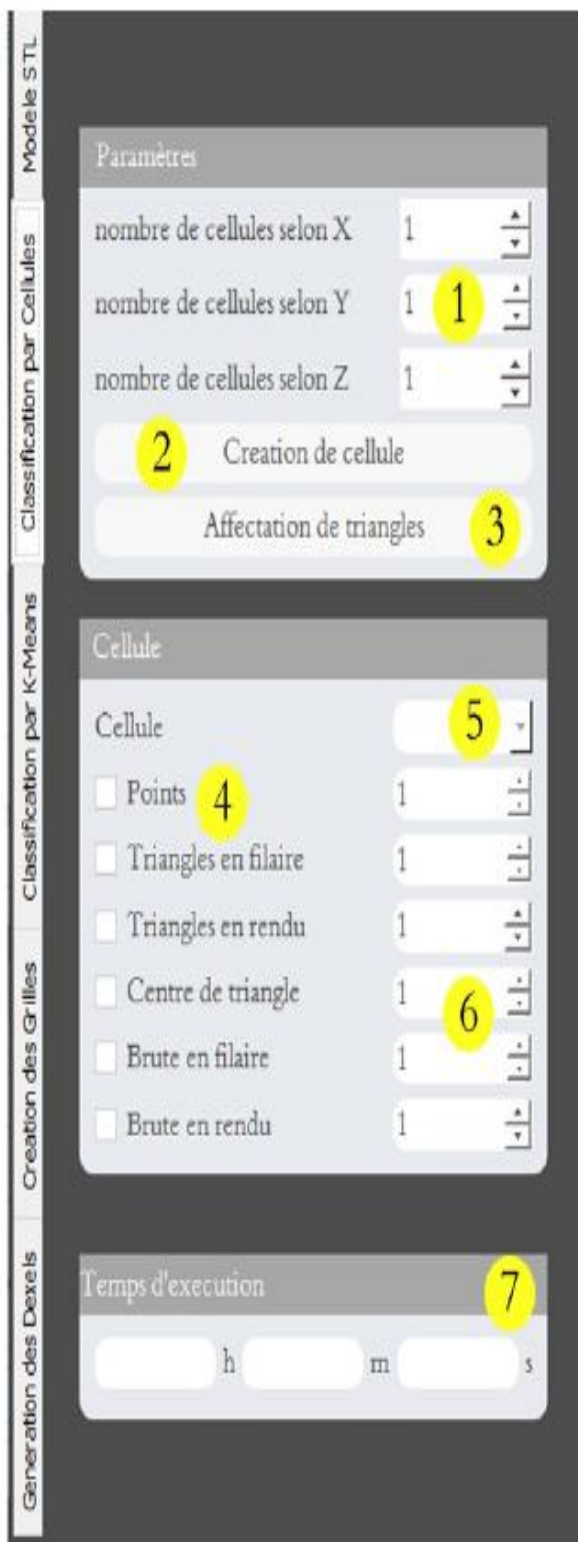 Modele STL
Classification par Cellules
Classification par K-Means
Creation des Grilles
Generation des Dexels
Paramètres
nombre de cellules selon X 1
nombre de cellules selon Y 1 1
nombre de cellules selon Z 1
2 Creation de cellule
Affectation de triangles 3
Cellule
Cellule 5
Points 4 1
Triangles en filaire 1
Triangles en rendu 1
Centre de triangle 1
6
Brute en filaire 1
Brute en rendu 1
Temps d'execution 7
h m s